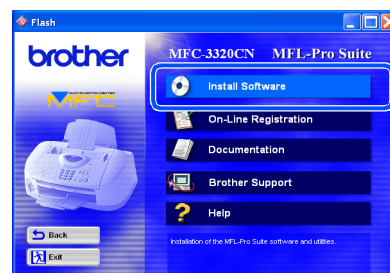 Flash
brother
MFC-3320CN MFL-Pro Suite
MFC
Install Software
On-Line Registration
Documentation
Brother Support
? Help
Back
Exit
Installation of the MFL-Pro Suite software and utilities.